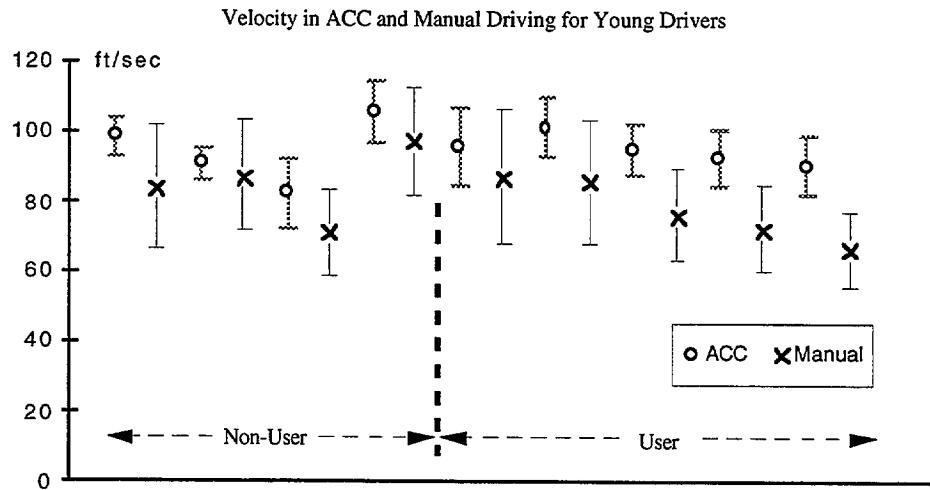 Velocity in ACC and Manual Driving for Young Drivers
120
ft/sec
100
80
60
40
ACC
Manual
20
Non-User
User
0